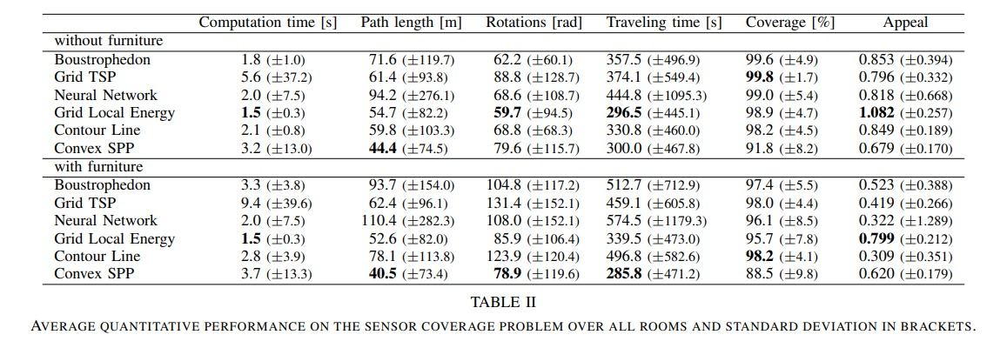 Computation time [s] Path length [m] Rotations [rad] Traveling time [s] Coverage [%] Appeal
without furniture
Boustrophedon 1.8 (±1.0) 71.6 (±119.7) 62.2 (±60.1) 357.5 (±496.9) 99.6 (±4.9) 0.853 (±0.394)
Grid TSP 5.6 (±37.2) 61.4 (±93.8) 88.8 (±128.7) 374.1 (±549.4) 99.8 (±1.7) 0.796 (±0.332)
Neural Network 2.0 (±7.5) 94.2 (±276.1) 68.6 (±108.7) 444.8 (±1095.3) 99.0 (±5.4) 0.818 (±0.668)
Grid Local Energy 1.5 (±0.3) 54.7 (±82.2) 59.7 (±94.5) 296.5 (±445.1) 98.9 (±4.7) 1.082 (±0.257)
Contour Line 2.1 (±0.8) 59.8 (±103.3) 68.8 (±68.3) 330.8 (±460.0) 98.2 (±4.5) 0.849 (±0.189)
Convex SPP 3.2 (±13.0) 44.4 (±74.5) 79.6 (±115.7) 300.0 (±467.8) 91.8 (±8.2) 0.679 (±0.170)
with furniture
Boustrophedon 3.3 (±3.8) 93.7 (±154.0) 104.8 (±117.2) 512.7 (±712.9) 97.4 (±5.5) 0.523 (±0.388)
Grid TSP 9.4 (±39.6) 62.4 (±96.1) 131.4 (±152.1) 459.1 (±605.8) 98.0 (±4.4) 0.419 (±0.266)
Neural Network 2.0 (±7.5) 110.4 (±282.3) 108.0 (±152.1) 574.5 (±1179.3) 96.1 (±8.5) 0.322 (±1.289)
Grid Local Energy 1.5 (±0.3) 52.6 (±82.0) 85.9 (±106.4) 339.5 (±473.0) 95.7 (±7.8) 0.799 (±0.212)
Contour Line 2.8 (±3.9) 78.1 (±113.8) 123.9 (±120.4) 496.8 (±582.6) 98.2 (±4.1) 0.309 (±0.351)
Convex SPP 3.7 (±13.3) 40.5 (±73.4) 78.9 (±119.6) 285.8 (±471.2) 88.5 (±9.8) 0.620 (±0.179)
TABLE II
AVERAGE QUANTITATIVE PERFORMANCE ON THE SENSOR COVERAGE PROBLEM OVER ALL ROOMS AND STANDARD DEVIATION IN BRACKETS.